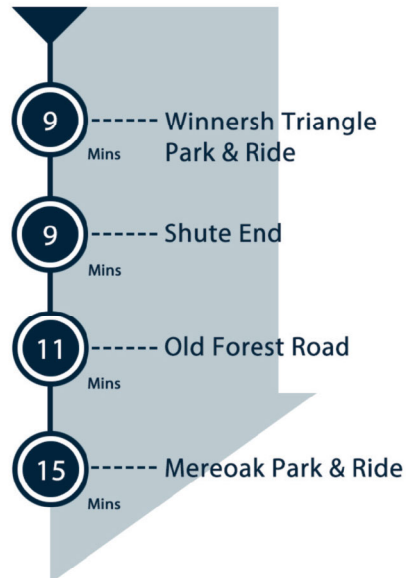 9
Winnersh Triangle
Mins
Park & Ride
9
Shute End
Mins
11
Old Forest Road
Mins
15
Mereoak Park & Ride
Mins